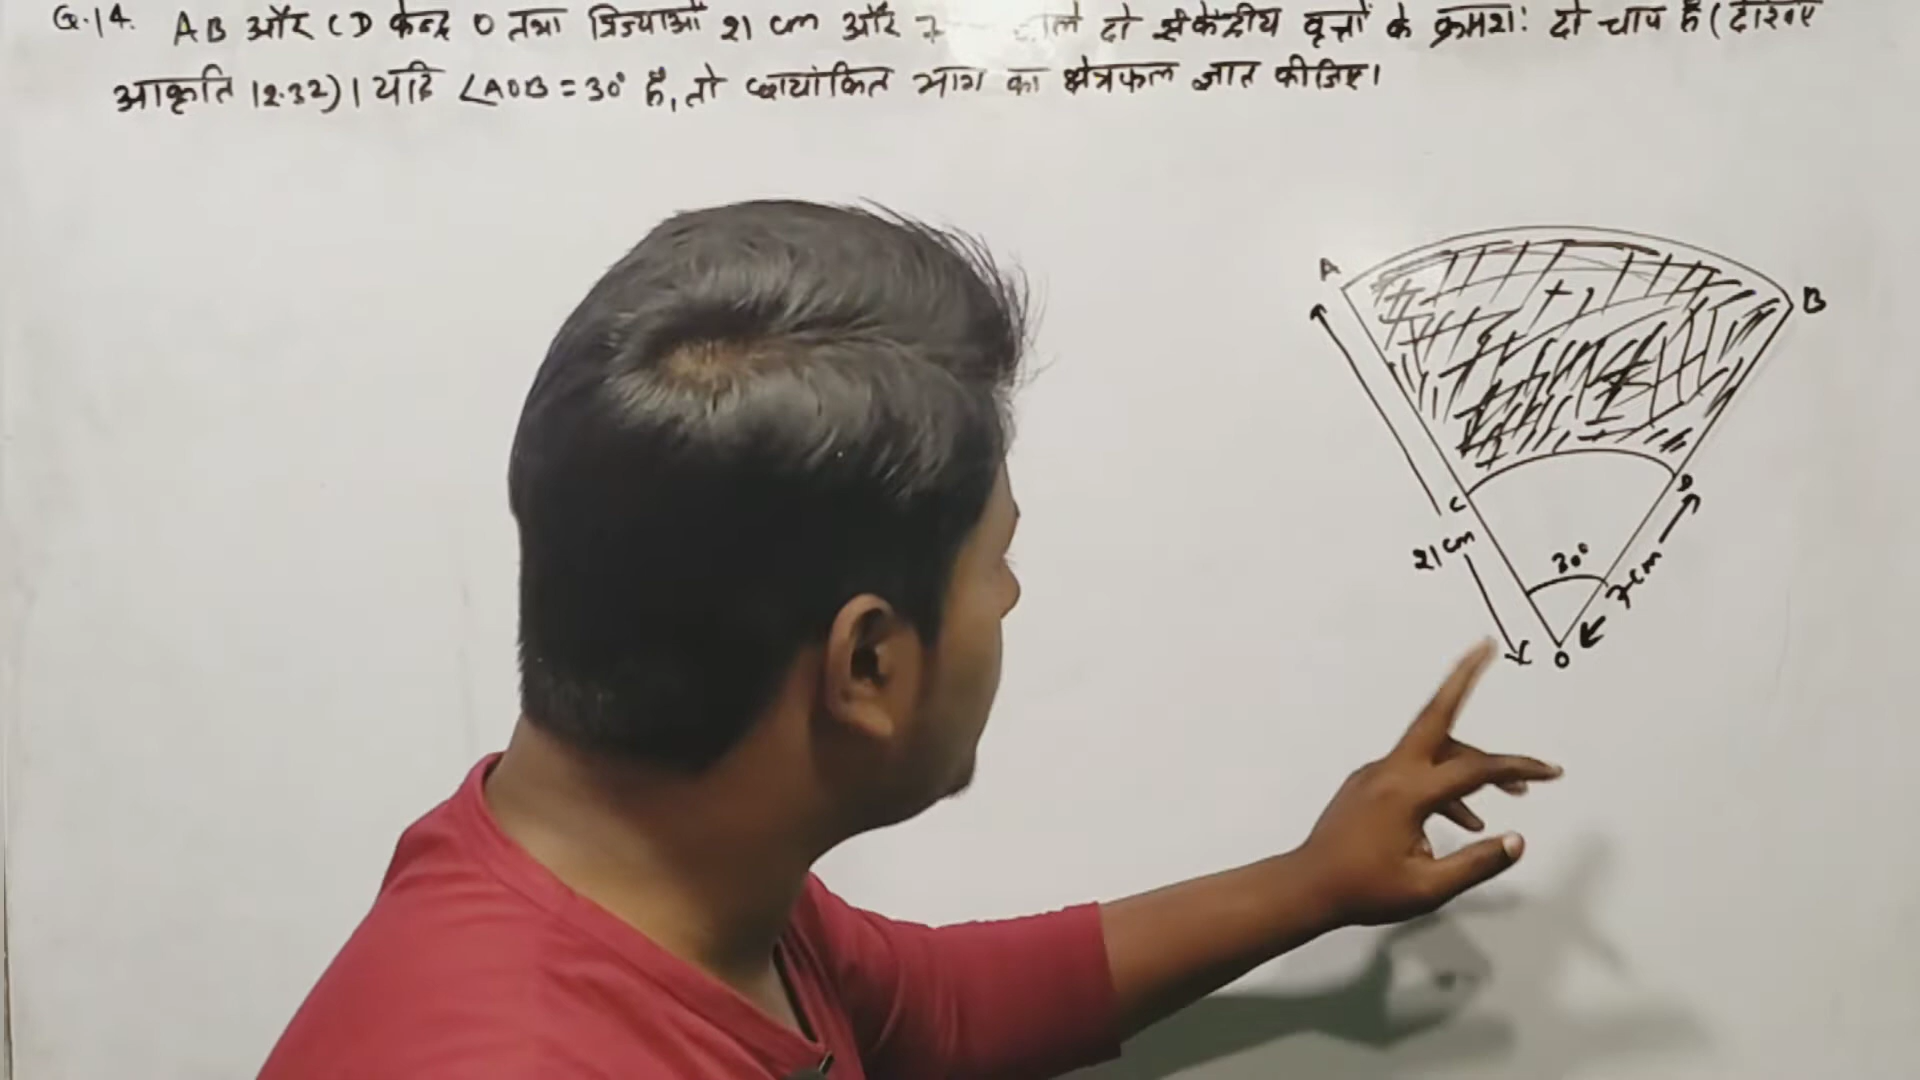 Q.14. AB और CD केन्द्र O तथा त्रिज्याओं 21 cm और 7 वाले दो संकेंद्रीय वृत्तों के क्रमश: दो चाप हैं (देखिए
आकृति 12.32)। यदि ∠AOB = 30° है, तो छायांकित भाग का क्षेत्रफल ज्ञात कीजिए।
A
B
C
D
21 cm
30°
7 cm
O